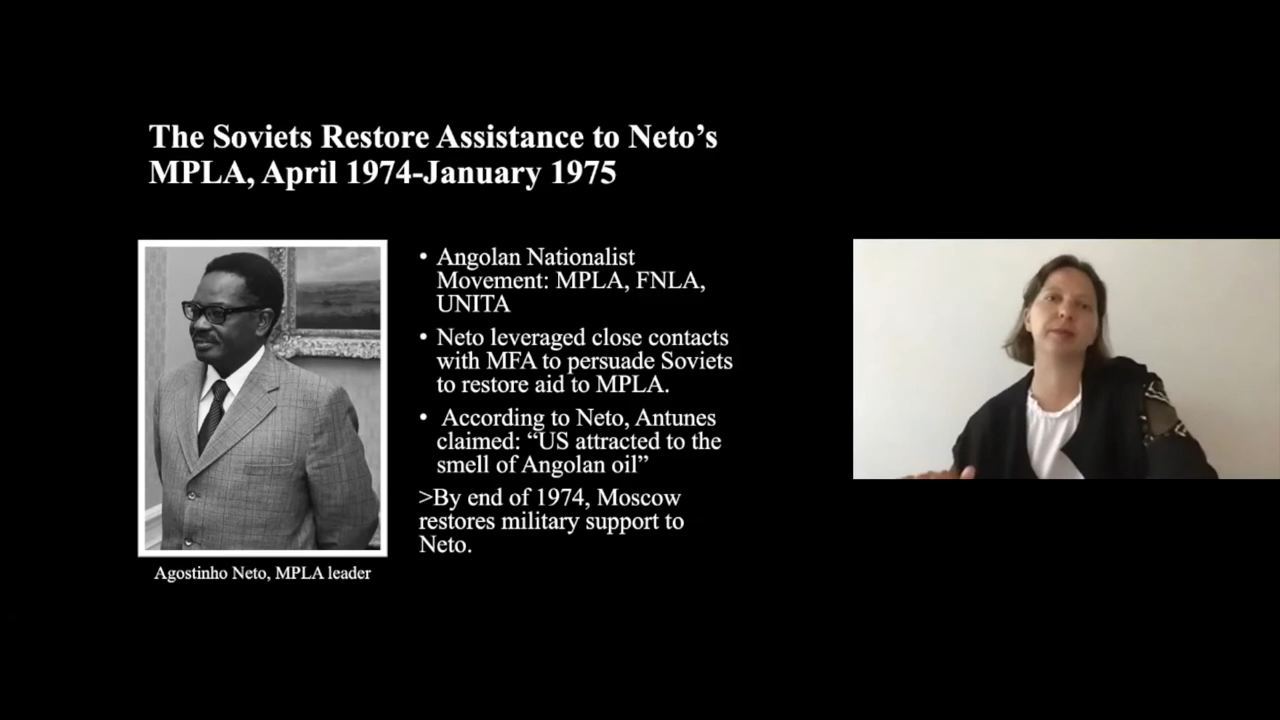 The Soviets Restore Assistance to Neto’s
MPLA, April 1974-January 1975
• Angolan Nationalist
Movement: MPLA, FNLA,
UNITA
• Neto leveraged close contacts
with MFA to persuade Soviets
to restore aid to MPLA.
• According to Neto, Antunes
claimed: “US attracted to the
smell of Angolan oil”
>By end of 1974, Moscow
restores military support to
Neto.
Agostinho Neto, MPLA leader